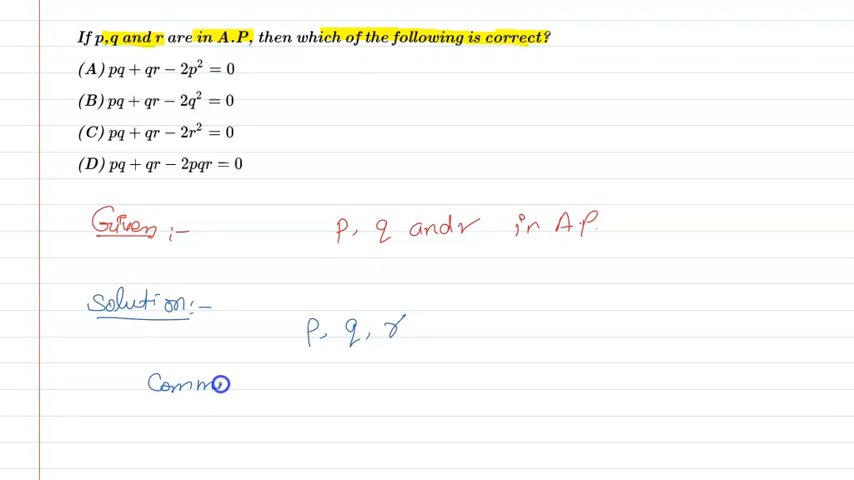 If p,q and r are in A.P, then which of the following is correct?
(A) pq + qr − 2p² = 0
(B) pq + qr − 2q² = 0
(C) pq + qr − 2r² = 0
(D) pq + qr − 2pqr = 0
Given :- p, q and r in A.P.
Solution :-
p, q, r
Comm